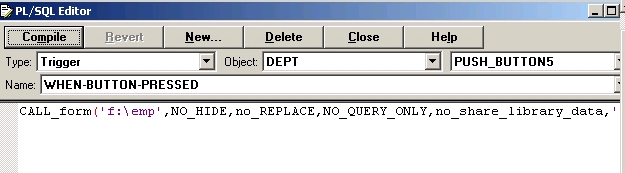 PL/SQL Editor
Compile Revert New... Delete Close Help
Type: Trigger Object: DEPT PUSH_BUTTON5
Name: WHEN-BUTTON-PRESSED
CALL_form('f:\emp',NO_HIDE,no_REPLACE,NO_QUERY_ONLY,no_share_library_data,'